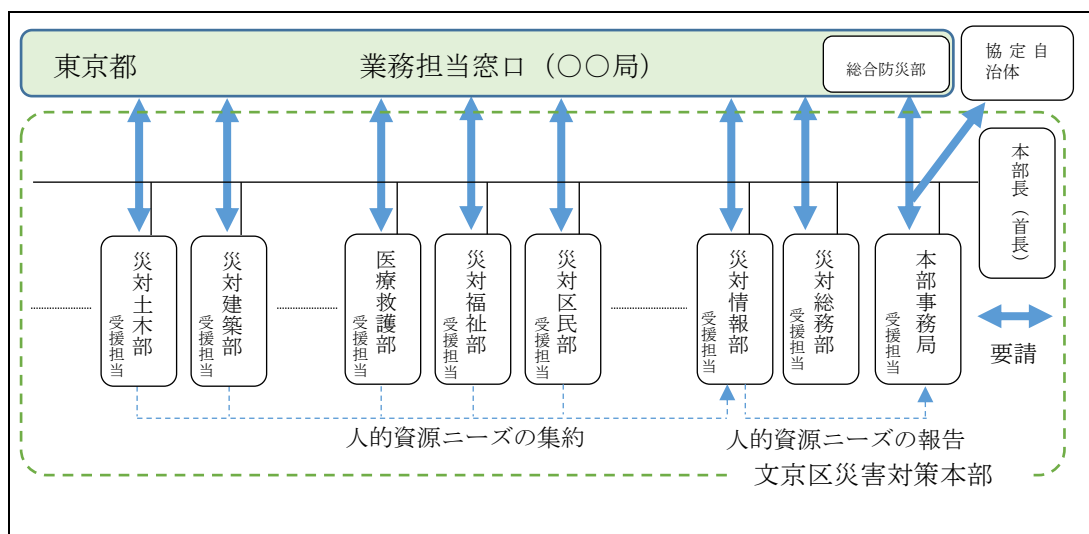 東京都
業務担当窓口（〇〇局）
総合防災部
協定自
治体
本部長（首長）
災対土木部
受援担当
災対建築部
受援担当
医療救護部
受援担当
災対福祉部
受援担当
災対区民部
受援担当
災対情報部
受援担当
災対総務部
受援担当
本部事務局
受援担当
要請
人的資源ニーズの集約
人的資源ニーズの報告
文京区災害対策本部